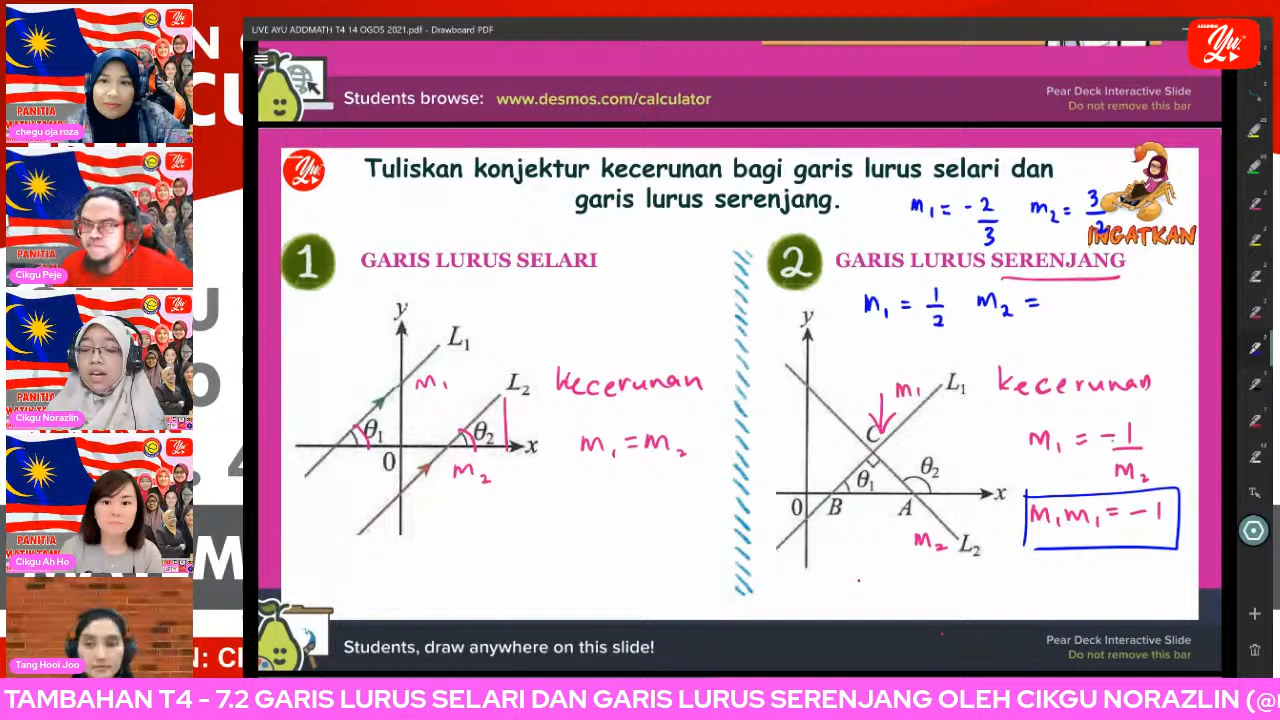 LIVE AYU ADDMATH T4 14 OGOS 2021.pdf - Drawboard PDF
Students browse: www.desmos.com/calculator
Pear Deck Interactive Slide
Do not remove this bar
Tuliskan konjektur kecerunan bagi garis lurus selari dan
garis lurus serenjang.
m₁ = -2/3 m₂ = 3/2
INGATKAN
1 GARIS LURUS SELARI
2 GARIS LURUS SERENJANG
m₁ = 1/2 m₂ =
y
L₁
m₁
L₂
θ₁
θ₂
x
0
m₂
kecerunan
m₁ = m₂
y
m₁
L₁
C
θ₁
θ₂
x
0
B
A
m₂
L₂
kecerunan
m₁ = -1/m₂
m₁m₁ = -1
Students, draw anywhere on this slide!
Pear Deck Interactive Slide
Do not remove this bar
PANITIA
chegu oja roza
PANITIA
Cikgu Peje
PANITIA
Cikgu Norazlin
PANITIA
Cikgu Ah Ho
Tang Hooi Joo
TAMBAHAN T4 - 7.2 GARIS LURUS SELARI DAN GARIS LURUS SERENJANG OLEH CIKGU NORAZLIN (@